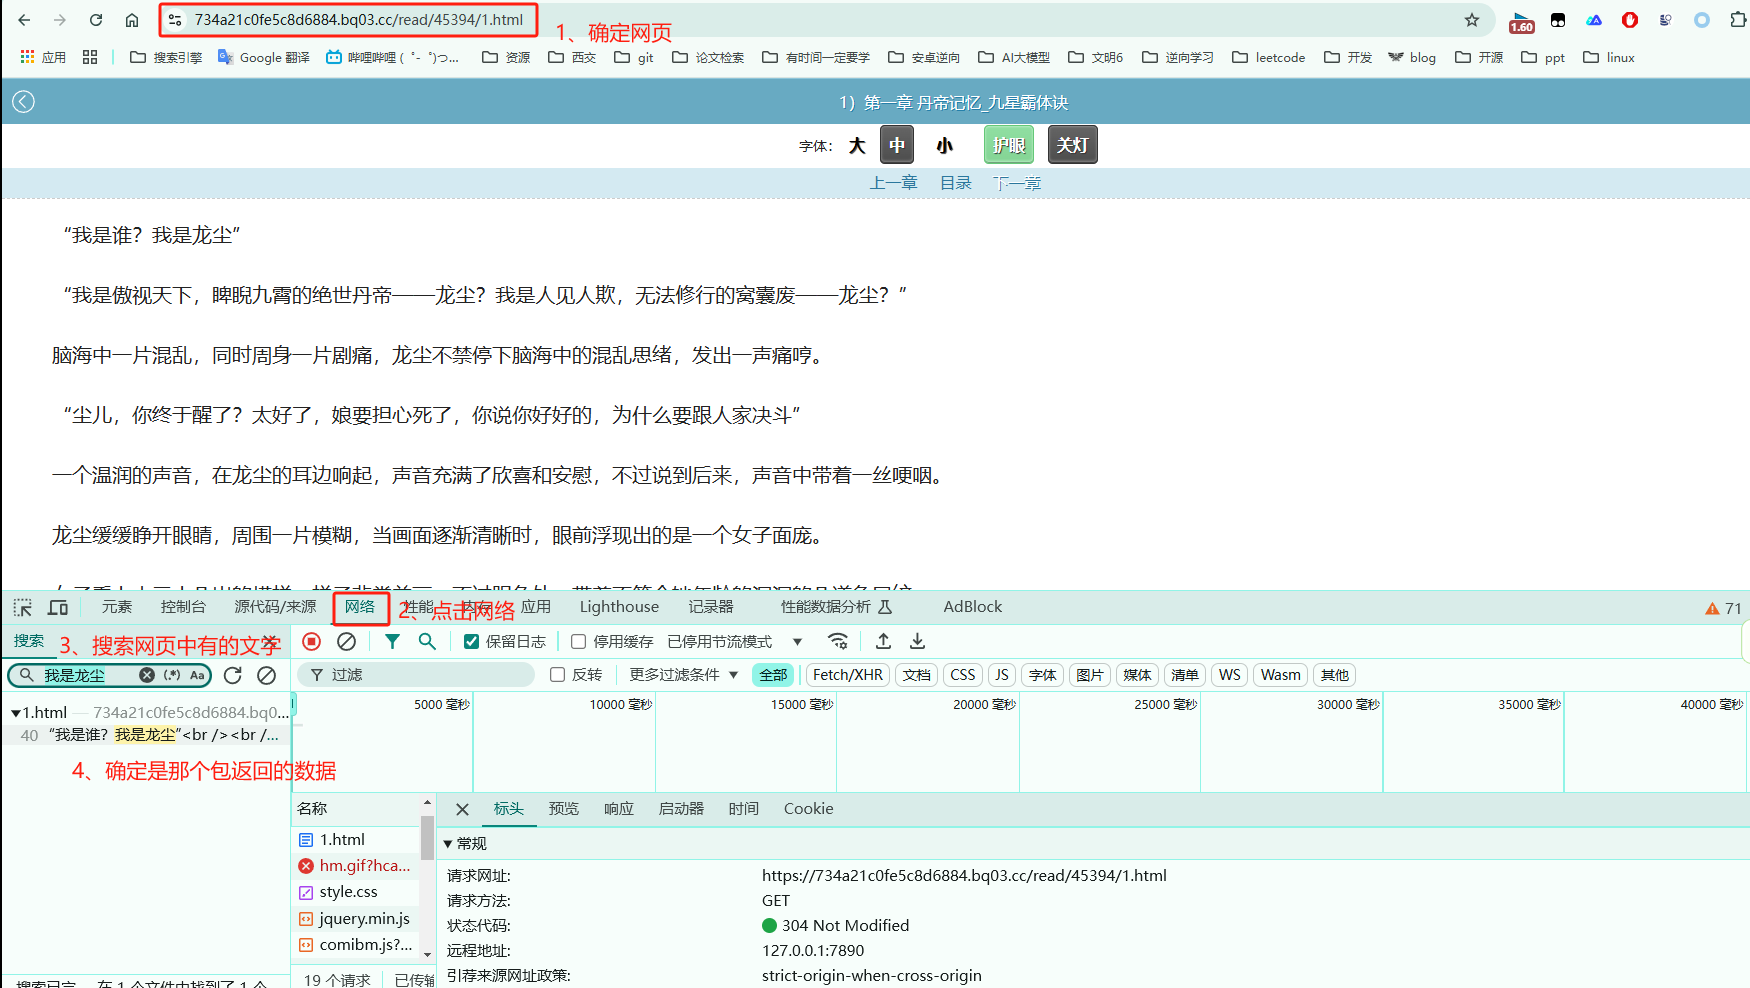 734a21c0fe5c8d6884.bq03.cc/read/45394/1.html
1、确定网页
1.60
应用
搜索引擎
Google 翻译
哔哩哔哩 (゜-゜)つ...
资源
西交
git
论文检索
有时间一定要学
安卓逆向
AI大模型
文明6
逆向学习
leetcode
开发
blog
开源
ppt
linux
1）第一章 丹帝记忆_九星霸体诀
字体： 大 中 小 护眼 关灯
上一章 目录 下一章
“我是谁？我是龙尘”
“我是傲视天下，睥睨九霄的绝世丹帝——龙尘？我是人见人欺，无法修行的窝囊废——龙尘？”
脑海中一片混乱，同时周身一片剧痛，龙尘不禁停下脑海中的混乱思绪，发出一声痛哼。
“尘儿，你终于醒了？太好了，娘要担心死了，你说你好好的，为什么要跟人家决斗”
一个温润的声音，在龙尘的耳边响起，声音充满了欣喜和安慰，不过说到后来，声音中带着一丝哽咽。
龙尘缓缓睁开眼睛，周围一片模糊，当画面逐渐清晰时，眼前浮现出的是一个女子面庞。
元素 控制台 源代码/来源 网络 性能 内存 应用 Lighthouse 记录器 性能数据分析 AdBlock 71
2、点击网络
搜索
3、搜索网页中有的文字
保留日志 停用缓存 已停用节流模式
我是龙尘 (.*) Aa
过滤 反转 更多过滤条件 全部 Fetch/XHR 文档 CSS JS 字体 图片 媒体 清单 WS Wasm 其他
1.html — 734a21c0fe5c8d6884.bq0...
40 “我是谁？我是龙尘”<br /><br /...
4、确定是那个包返回的数据
5000 毫秒 10000 毫秒 15000 毫秒 20000 毫秒 25000 毫秒 30000 毫秒 35000 毫秒 40000 毫秒
名称
1.html
hm.gif?hca...
style.css
jquery.min.js
comibm.js?...
19 个请求 已传输
标头 预览 响应 启动器 时间 Cookie
常规
请求网址: https://734a21c0fe5c8d6884.bq03.cc/read/45394/1.html
请求方法: GET
状态代码: 304 Not Modified
远程地址: 127.0.0.1:7890
引荐来源网址政策: strict-origin-when-cross-origin
搜索已完... 在 1 个文件中找到了 1 个...